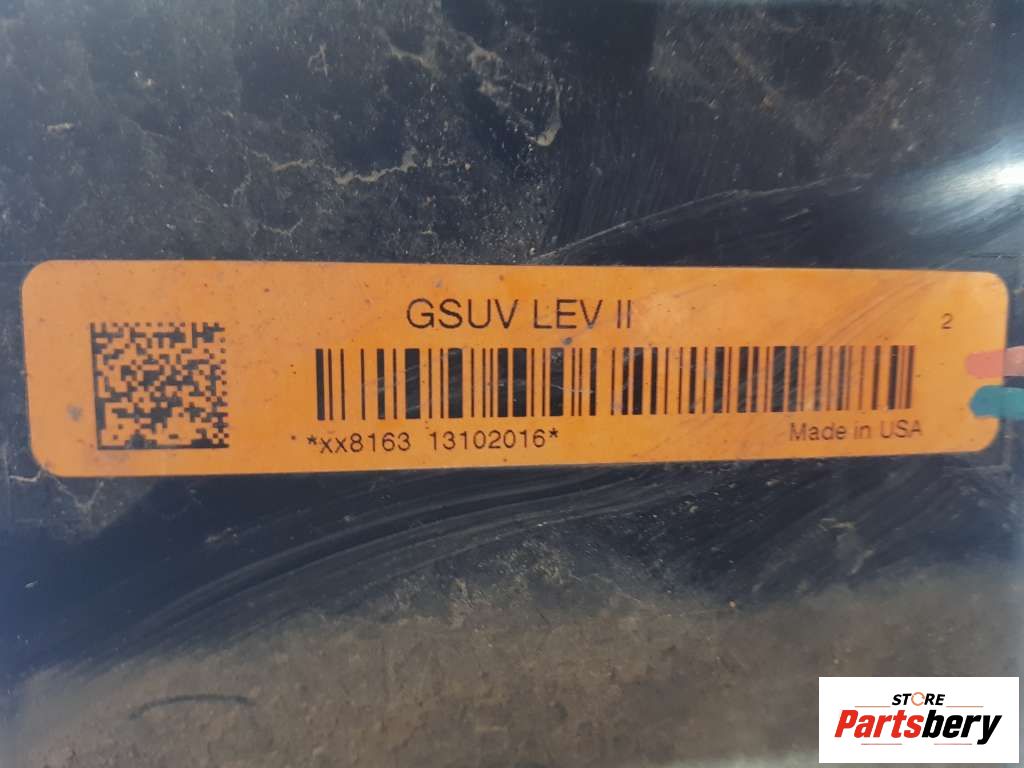 GSUV LEV II
2
*xx8163 13102016*
Made in USA
STORE
Partsbery